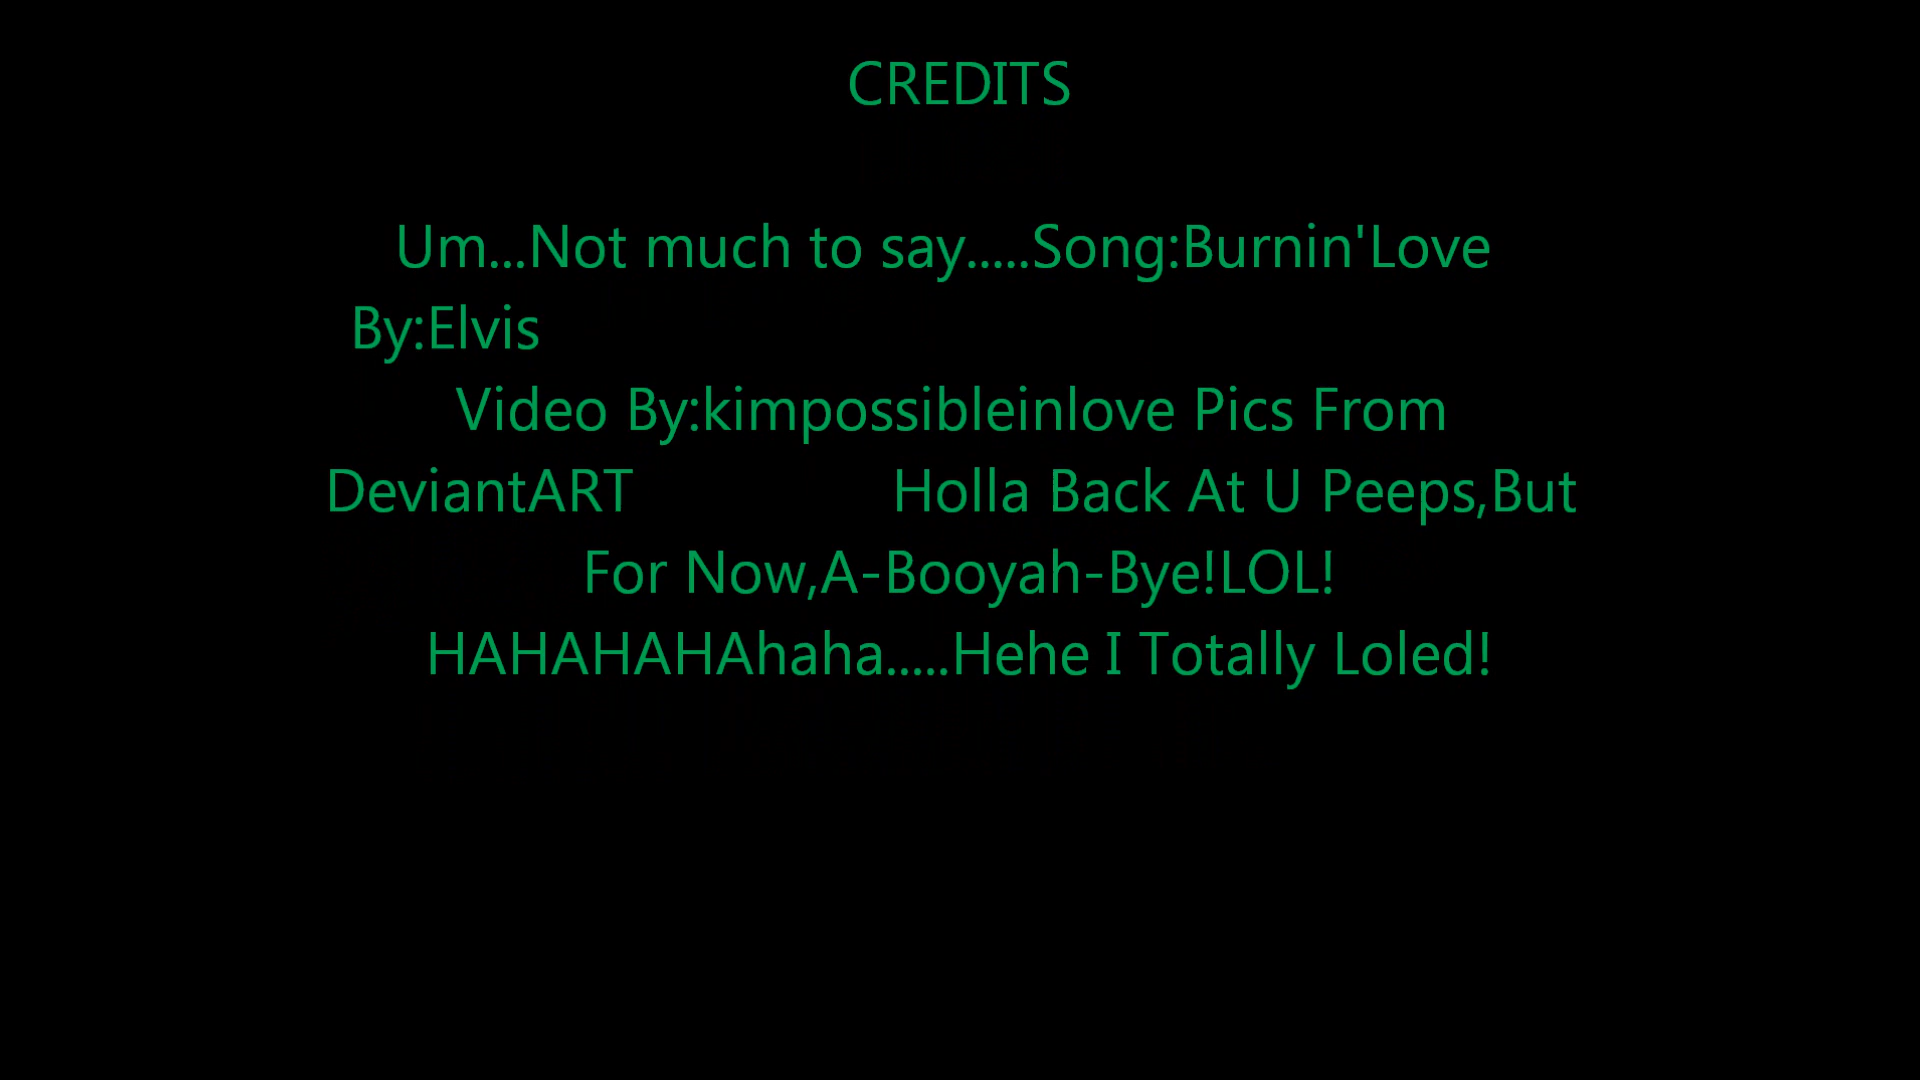 CREDITS
Um...Not much to say.....Song:Burnin'Love
By:Elvis
Video By:kimpossibleinlove Pics From
DeviantART Holla Back At U Peeps,But
For Now,A-Booyah-Bye!LOL!
HAHAHAHAhaha.....Hehe I Totally Loled!